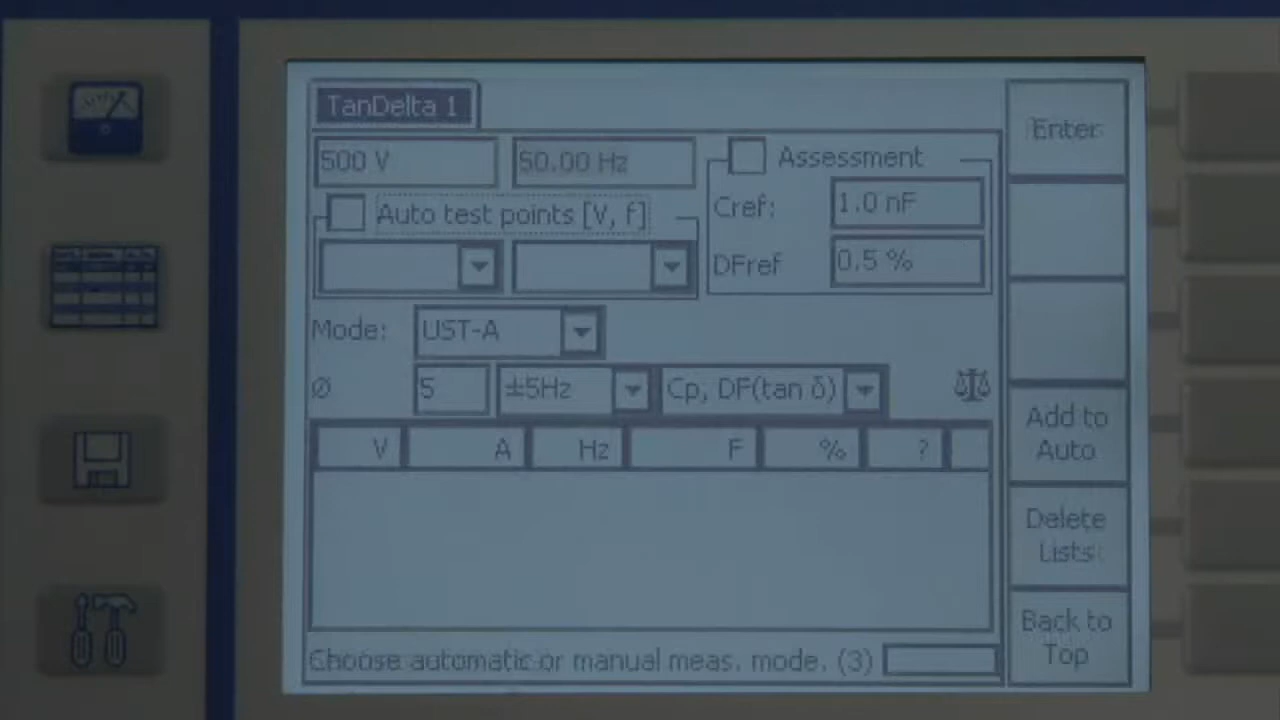 TanDelta 1
500 V
50.00 Hz
Assessment
Auto test points [V, f]
Cref:
1.0 nF
DFref
0.5 %
Mode:
UST-A
Ø
5
±5Hz
Cp, DF(tan δ)
V
A
Hz
F
%
?
Choose automatic or manual meas. mode. (3)
Enter
Add to
Auto
Delete
Lists
Back to
Top